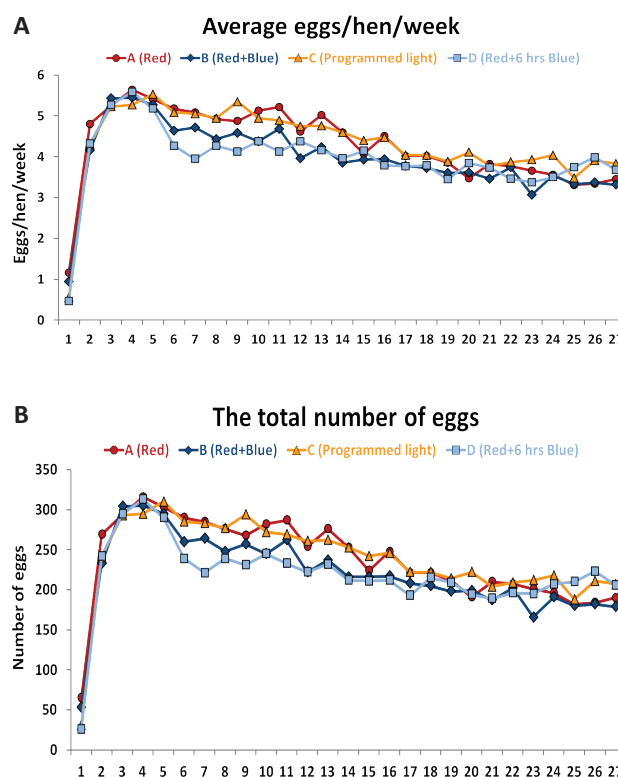 A
Average eggs/hen/week
A (Red) B (Red+Blue) C (Programmed light) D (Red+6 hrs Blue)
6
5
4
3
2
1
0
Eggs/hen/week
1 2 3 4 5 6 7 8 9 10 11 12 13 14 15 16 17 18 19 20 21 22 23 24 25 26 27
B
The total number of eggs
A (Red) B (Red+Blue) C (Programmed light) D (Red+6 hrs Blue)
350
300
250
200
150
100
50
0
Number of eggs
1 2 3 4 5 6 7 8 9 10 11 12 13 14 15 16 17 18 19 20 21 22 23 24 25 26 27